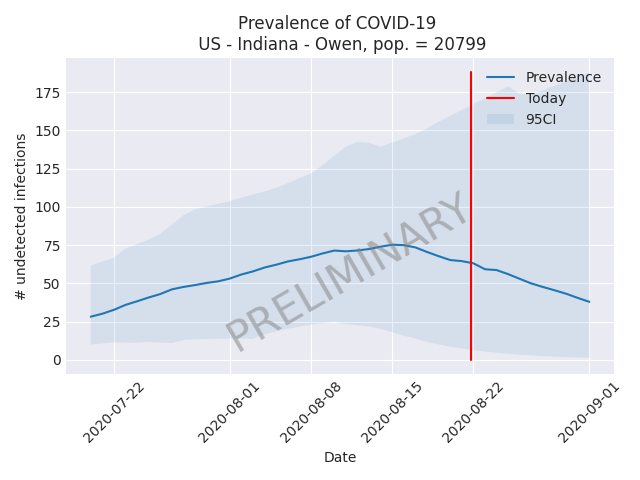 Prevalence of COVID-19
US - Indiana - Owen, pop. = 20799
# undetected infections
175
150
125
100
75
50
25
0
Prevalence
Today
95CI
PRELIMINARY
2020-07-22
2020-08-01
2020-08-08
2020-08-15
2020-08-22
2020-09-01
Date